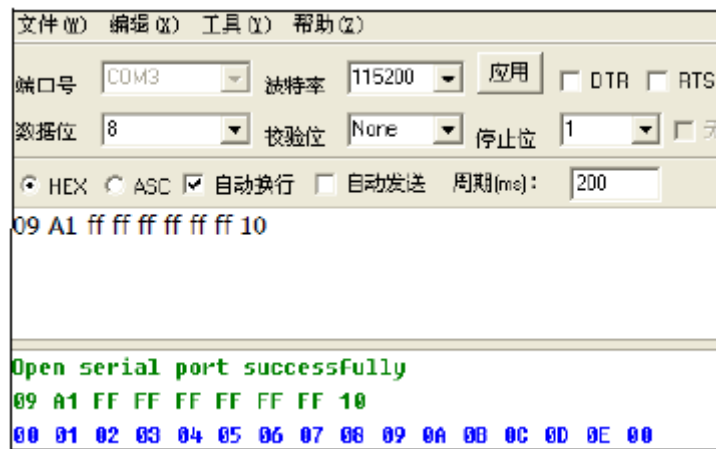 文件(W) 编辑(X) 工具(Y) 帮助(Z)
端口号 COM3 波特率 115200 应用 DTR RTS
数据位 8 校验位 None 停止位 1
HEX ASC 自动换行 自动发送 周期(ms): 200
09 A1 ff ff ff ff ff ff 10
Open serial port successfully
09 A1 FF FF FF FF FF FF 10
00 01 02 03 04 05 06 07 08 09 0A 0B 0C 0D 0E 00